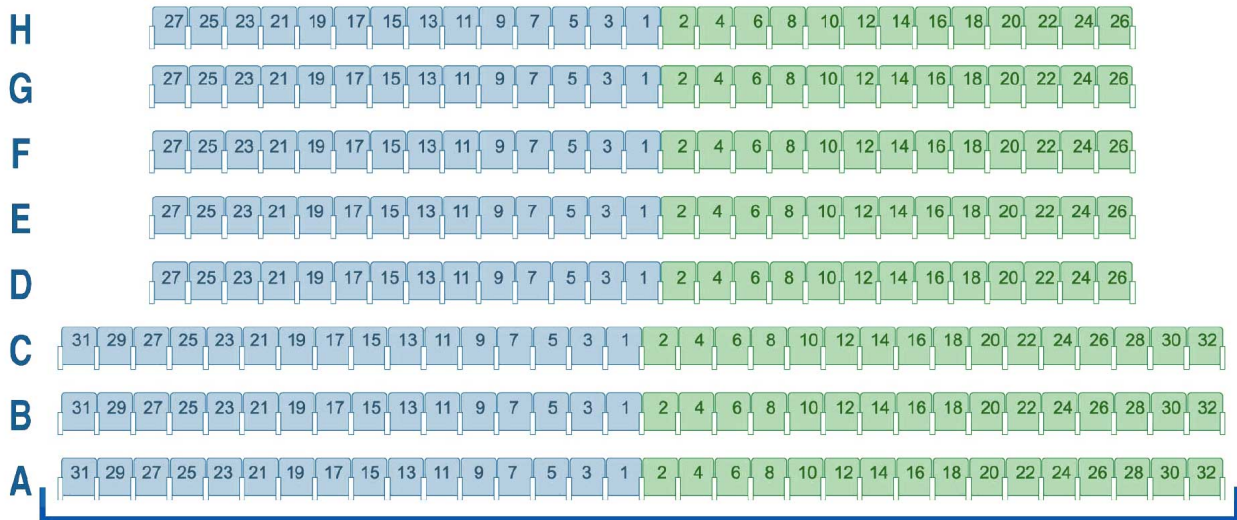 H 27 25 23 21 19 17 15 13 11 9 7 5 3 1 2 4 6 8 10 12 14 16 18 20 22 24 26
G 27 25 23 21 19 17 15 13 11 9 7 5 3 1 2 4 6 8 10 12 14 16 18 20 22 24 26
F 27 25 23 21 19 17 15 13 11 9 7 5 3 1 2 4 6 8 10 12 14 16 18 20 22 24 26
E 27 25 23 21 19 17 15 13 11 9 7 5 3 1 2 4 6 8 10 12 14 16 18 20 22 24 26
D 27 25 23 21 19 17 15 13 11 9 7 5 3 1 2 4 6 8 10 12 14 16 18 20 22 24 26
C 31 29 27 25 23 21 19 17 15 13 11 9 7 5 3 1 2 4 6 8 10 12 14 16 18 20 22 24 26 28 30 32
B 31 29 27 25 23 21 19 17 15 13 11 9 7 5 3 1 2 4 6 8 10 12 14 16 18 20 22 24 26 28 30 32
A 31 29 27 25 23 21 19 17 15 13 11 9 7 5 3 1 2 4 6 8 10 12 14 16 18 20 22 24 26 28 30 32